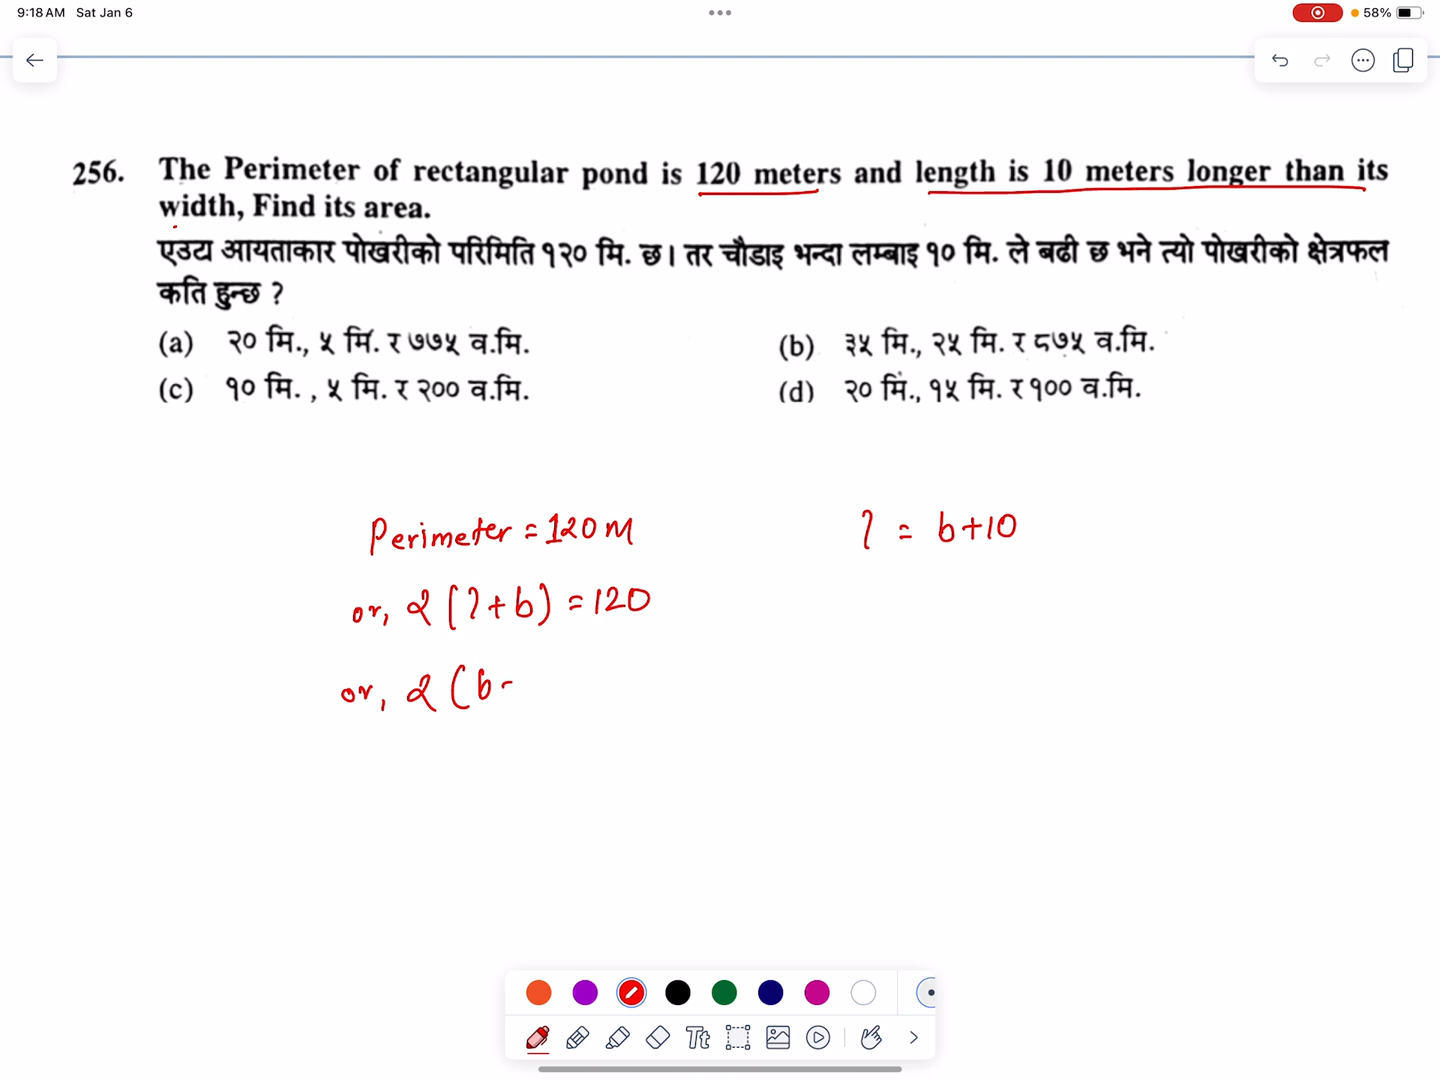 9:18 AM Sat Jan 6
58%
256. The Perimeter of rectangular pond is 120 meters and length is 10 meters longer than its
width, Find its area.
एउटा आयताकार पोखरीको परिमिति १२० मि. छ। तर चौडाइ भन्दा लम्बाइ १० मि. ले बढी छ भने त्यो पोखरीको क्षेत्रफल
कति हुन्छ ?
(a) २० मि., ५ मि. र ७७५ व.मि. (b) ३५ मि., २५ मि. र ८७५ व.मि.
(c) १० मि. , ५ मि. र २०० व.मि. (d) २० मि., १५ मि. र १०० व.मि.
Perimeter = 120 M l = b+10
or, 2 (l+b) = 120
or, 2 (b -
Tt